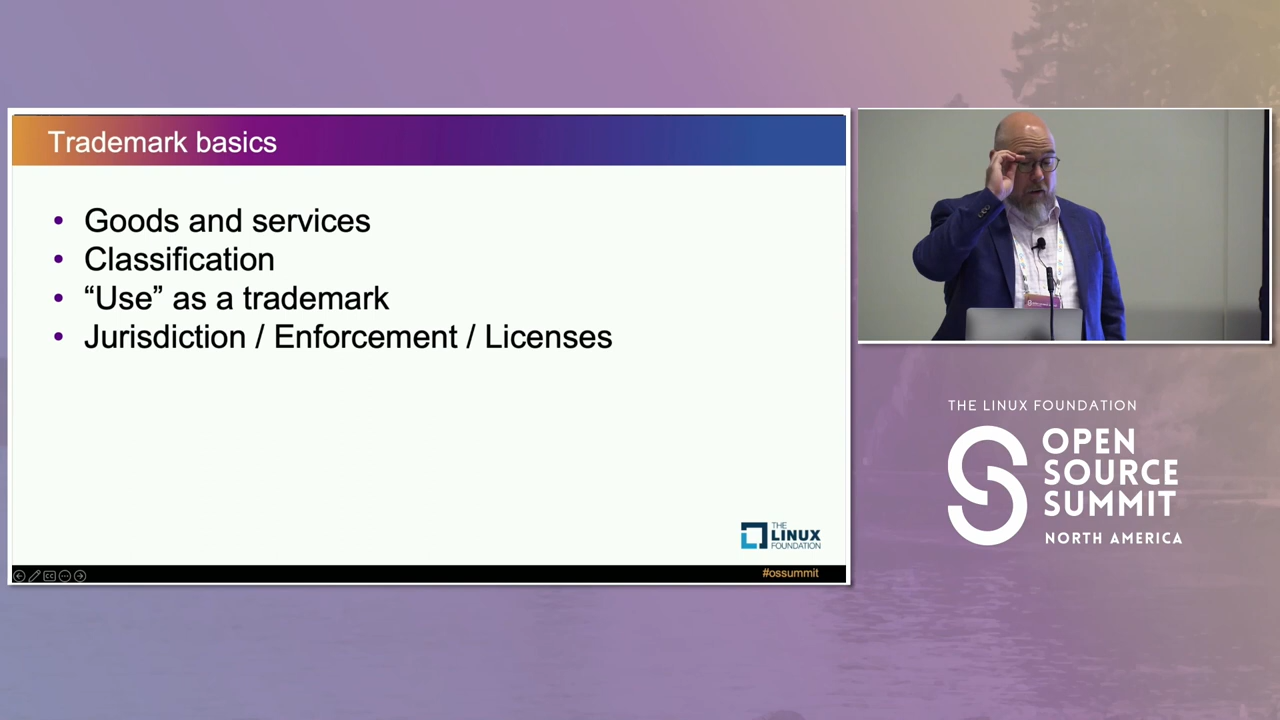 Trademark basics
• Goods and services
• Classification
• “Use” as a trademark
• Jurisdiction / Enforcement / Licenses
THE
LINUX
FOUNDATION
#ossummit
THE LINUX FOUNDATION
OPEN
SOURCE
SUMMIT
NORTH AMERICA